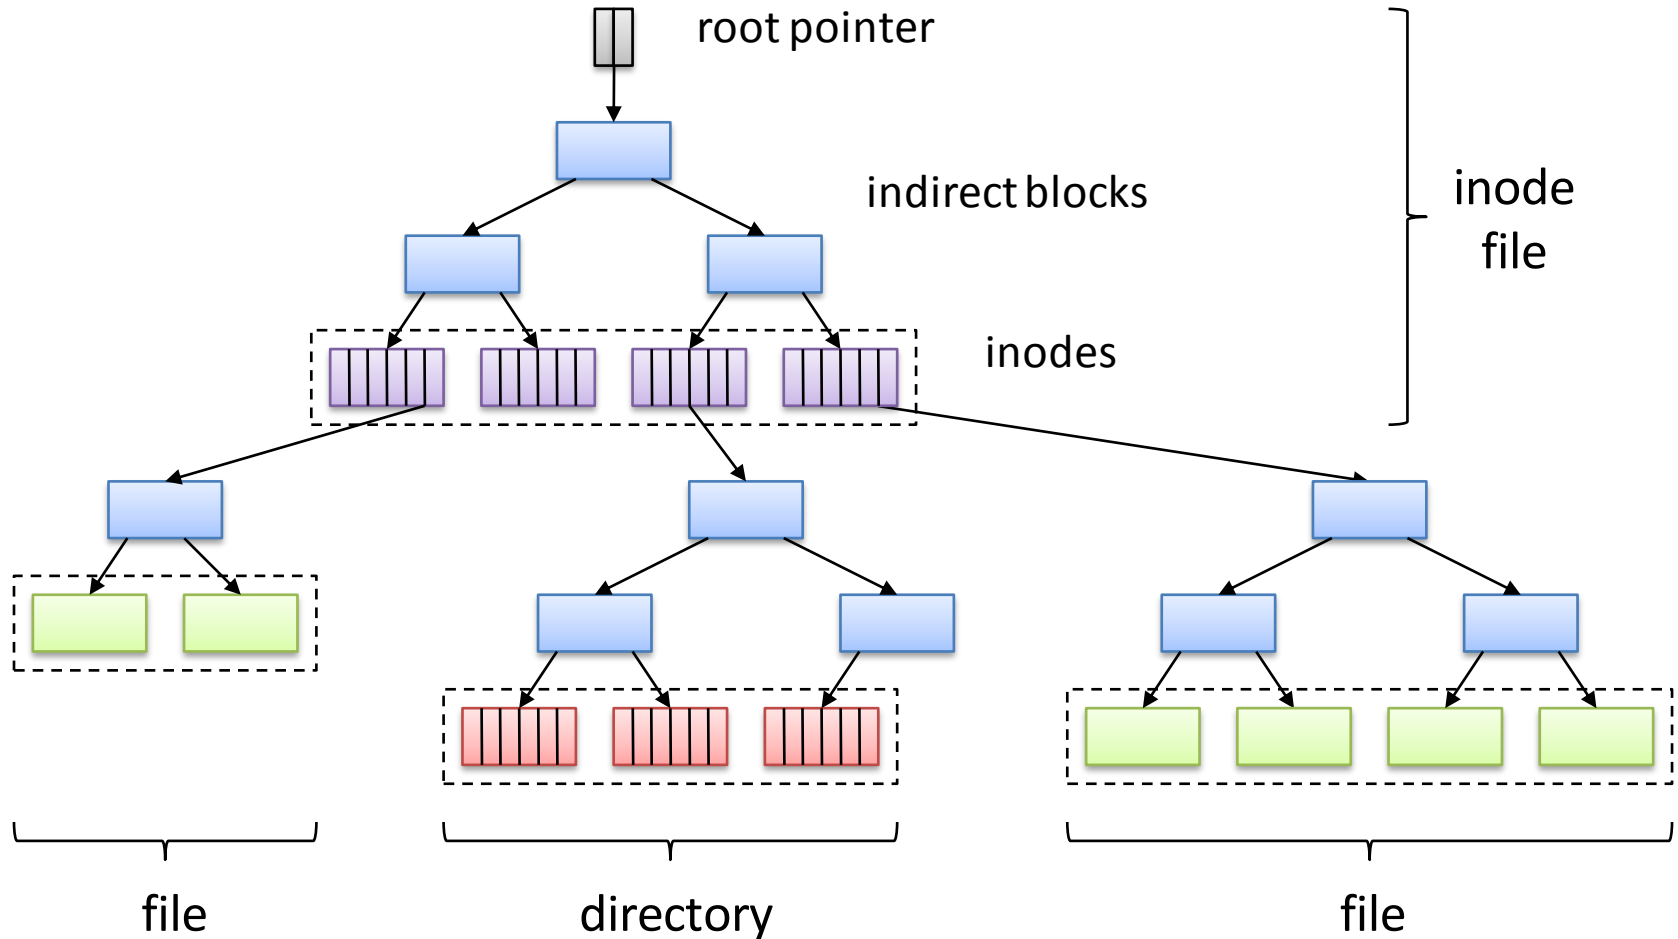 root pointer
indirect blocks
inode
file
inodes
file
directory
file